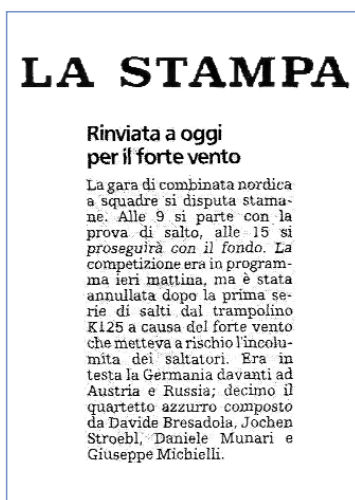 LA STAMPA
Rinviata a oggi
per il forte vento
La gara di combinata nordica
a squadre si disputa stama-
ne. Alle 9 si parte con la
prova di salto, alle 15 si
proseguirà con il fondo. La
competizione era in program-
ma ieri mattina, ma è stata
annullata dopo la prima se-
rie di salti dal trampolino
K125 a causa del forte vento
che metteva a rischio l'incolu-
mita dei saltatori. Era in
testa la Germania davanti ad
Austria e Russia; decimo il
quartetto azzurro composto
da Davide Bresadola, Jochen
Stroebl, Daniele Munari e
Giuseppe Michielli.